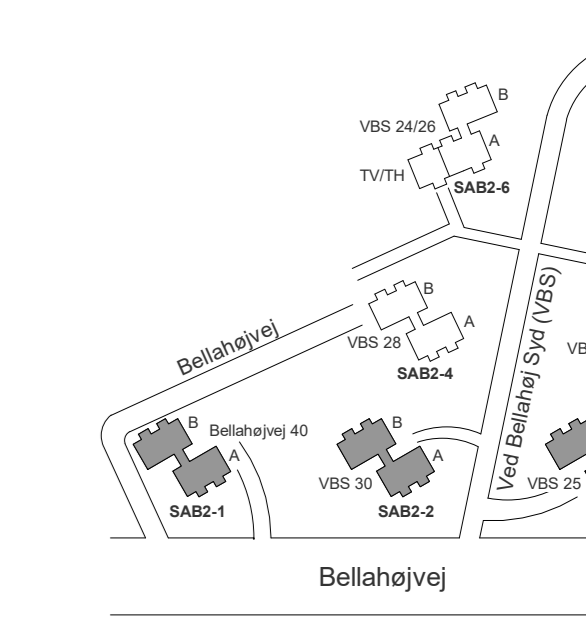 B
VBS 24/26
A
TV/TH
SAB2-6
Ved Bellahøj Syd (VBS)
B
A
VBS 28
SAB2-4
VB
Bellahøjvej
B
Bellahøjvej 40
A
SAB2-1
B
A
VBS 30
SAB2-2
VBS 25
Bellahøjvej